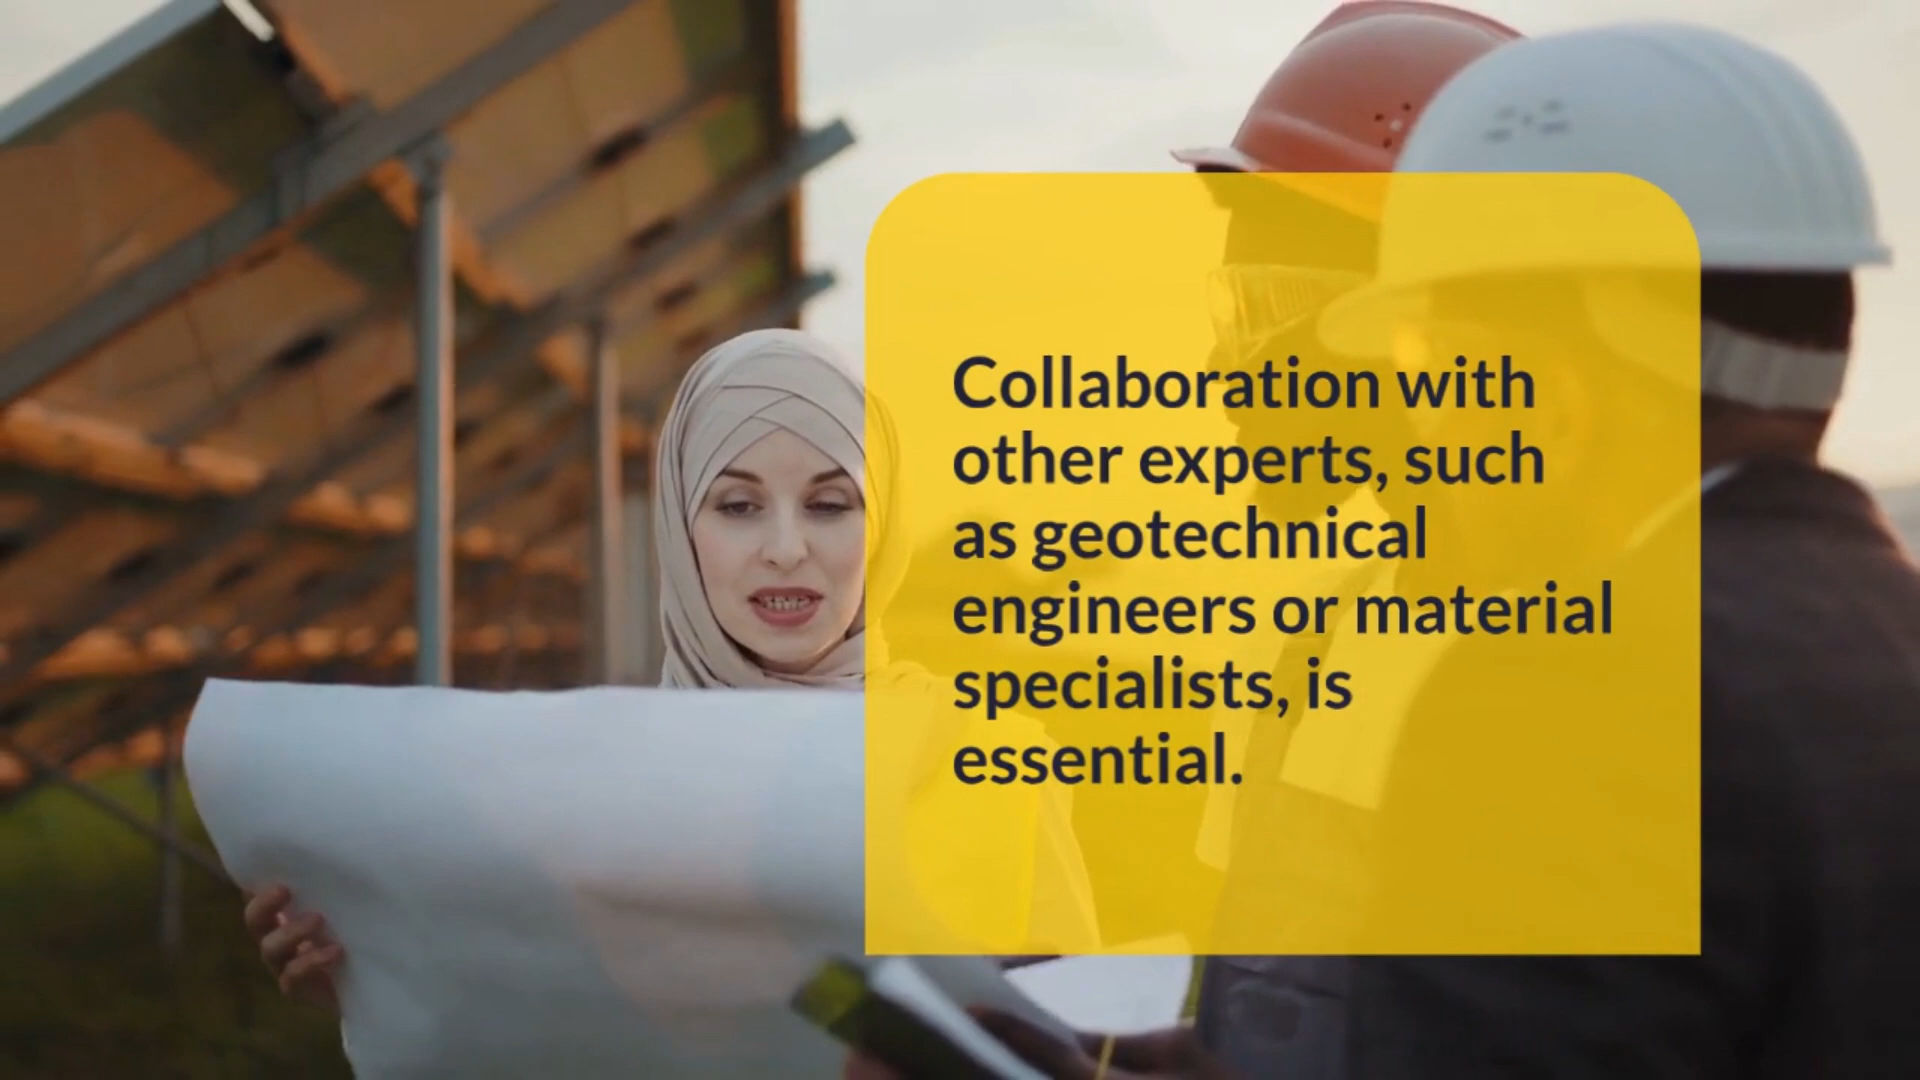 Collaboration with
other experts, such
as geotechnical
engineers or material
specialists, is
essential.